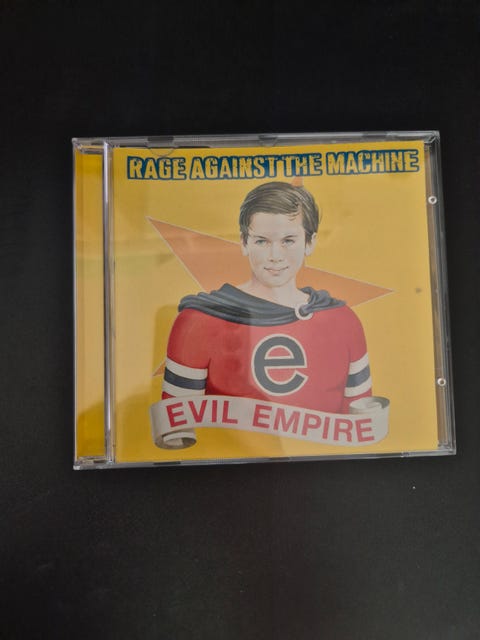 RAGE AGAINST THE MACHINE
e
EVIL EMPIRE